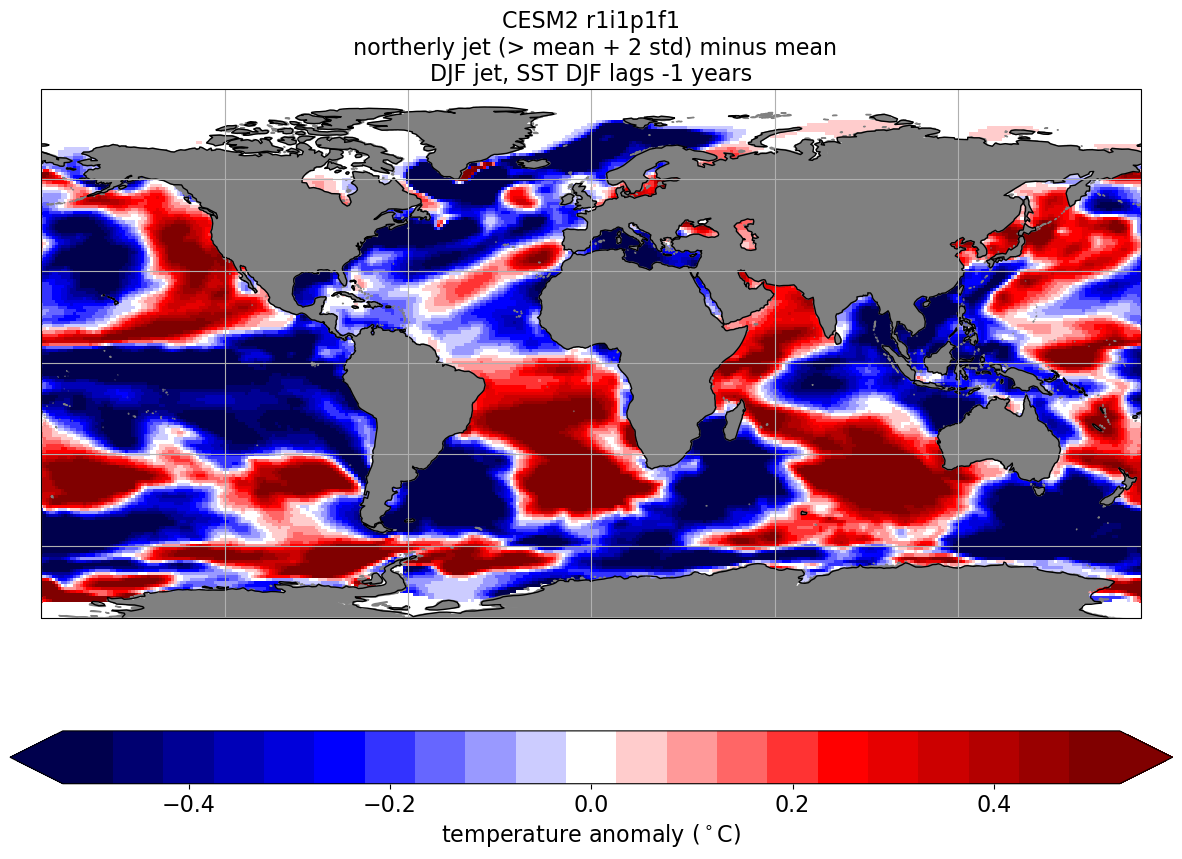 CESM2 r1i1p1f1
northerly jet (> mean + 2 std) minus mean
DJF jet, SST DJF lags -1 years
−0.4 −0.2 0.0 0.2 0.4
temperature anomaly (°C)